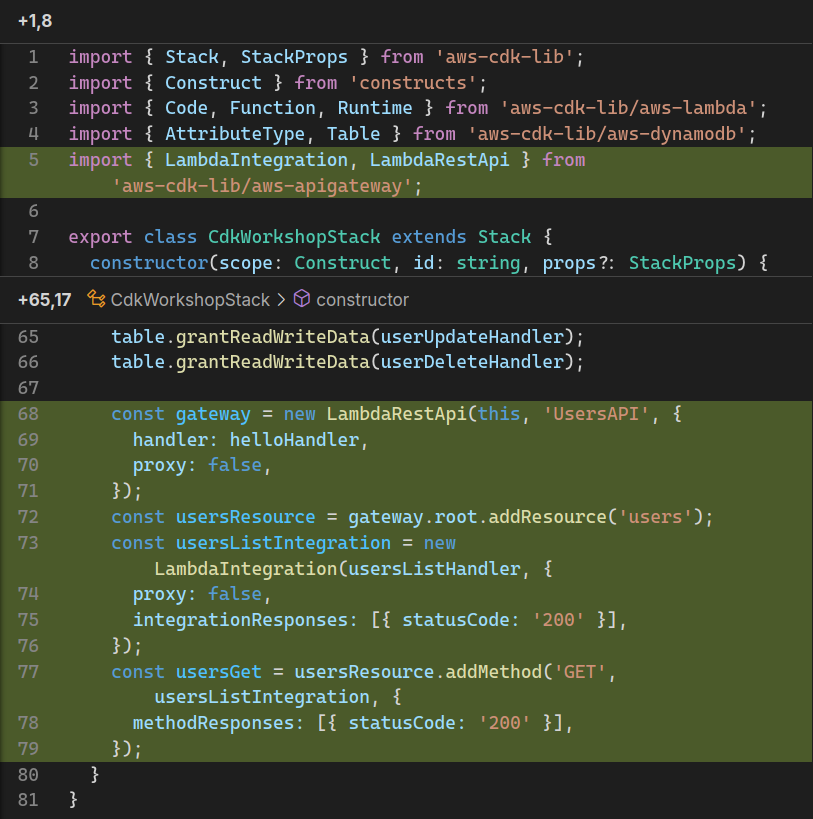 +1,8
1 import { Stack, StackProps } from 'aws-cdk-lib';
2 import { Construct } from 'constructs';
3 import { Code, Function, Runtime } from 'aws-cdk-lib/aws-lambda';
4 import { AttributeType, Table } from 'aws-cdk-lib/aws-dynamodb';
5 import { LambdaIntegration, LambdaRestApi } from
'aws-cdk-lib/aws-apigateway';
6
7 export class CdkWorkshopStack extends Stack {
8 constructor(scope: Construct, id: string, props?: StackProps) {
+65,17 CdkWorkshopStack > constructor
65 table.grantReadWriteData(userUpdateHandler);
66 table.grantReadWriteData(userDeleteHandler);
67
68 const gateway = new LambdaRestApi(this, 'UsersAPI', {
69 handler: helloHandler,
70 proxy: false,
71 });
72 const usersResource = gateway.root.addResource('users');
73 const usersListIntegration = new
LambdaIntegration(usersListHandler, {
74 proxy: false,
75 integrationResponses: [{ statusCode: '200' }],
76 });
77 const usersGet = usersResource.addMethod('GET',
usersListIntegration, {
78 methodResponses: [{ statusCode: '200' }],
79 });
80 }
81 }